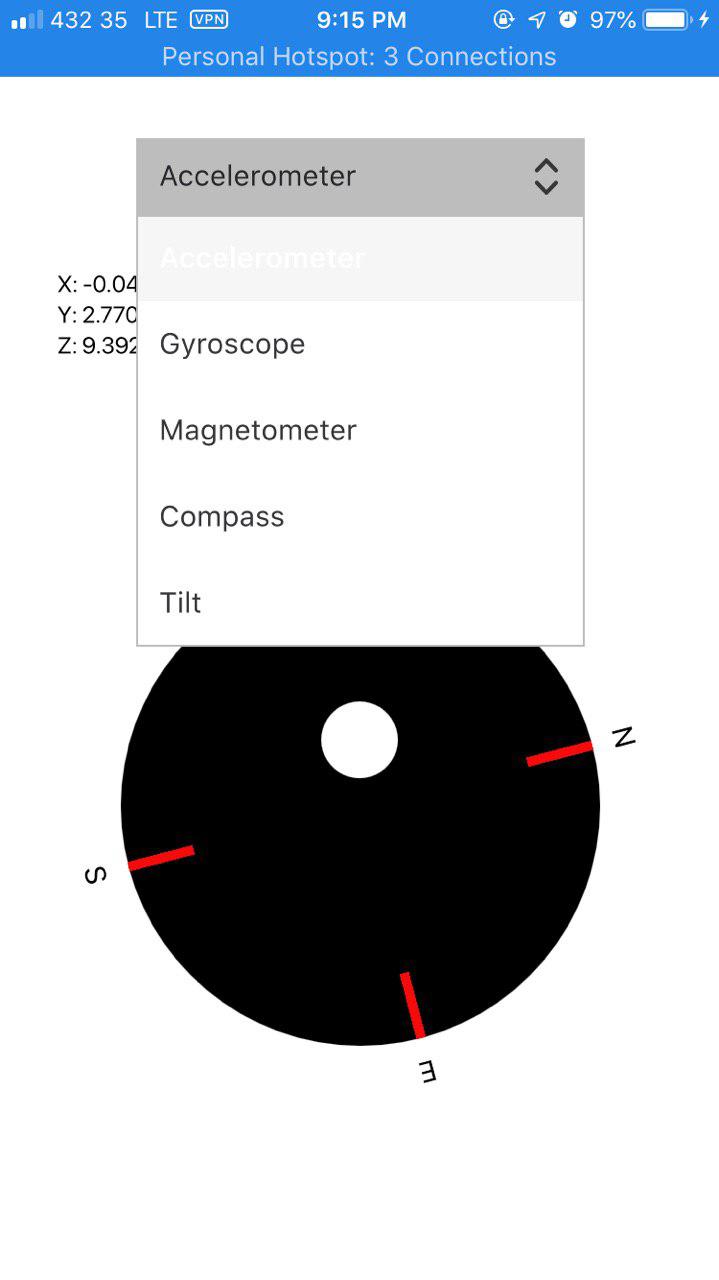 432 35 LTE VPN 9:15 PM 97%
Personal Hotspot: 3 Connections
Accelerometer
Accelerometer
X: -0.04
Y: 2.770
Z: 9.392
Gyroscope
Magnetometer
Compass
Tilt
N
S
E